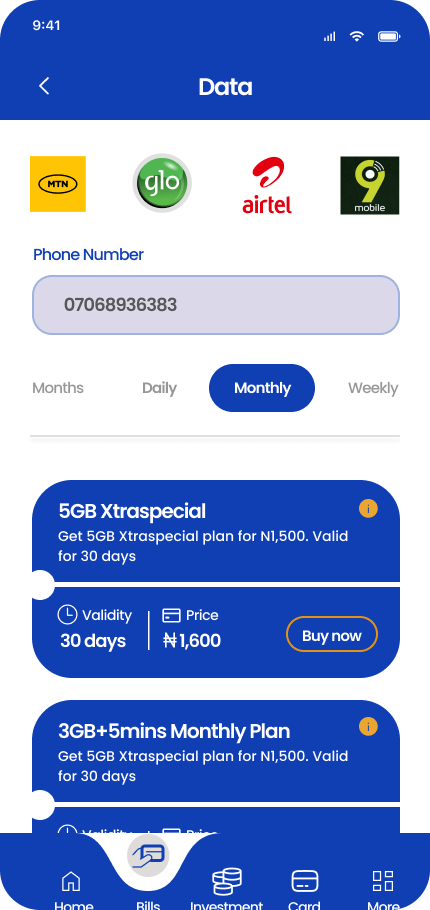 9:41
Data
MTN
glo
airtel
9
mobile
Phone Number
07068936383
Months Daily Monthly Weekly
5GB Xtraspecial
i
Get 5GB Xtraspecial plan for N1,500. Valid
for 30 days
Validity Price
30 days ₦1,600
Buy now
3GB+5mins Monthly Plan
i
Get 5GB Xtraspecial plan for N1,500. Valid
for 30 days
Validity Price
Home Bills Investment Card More